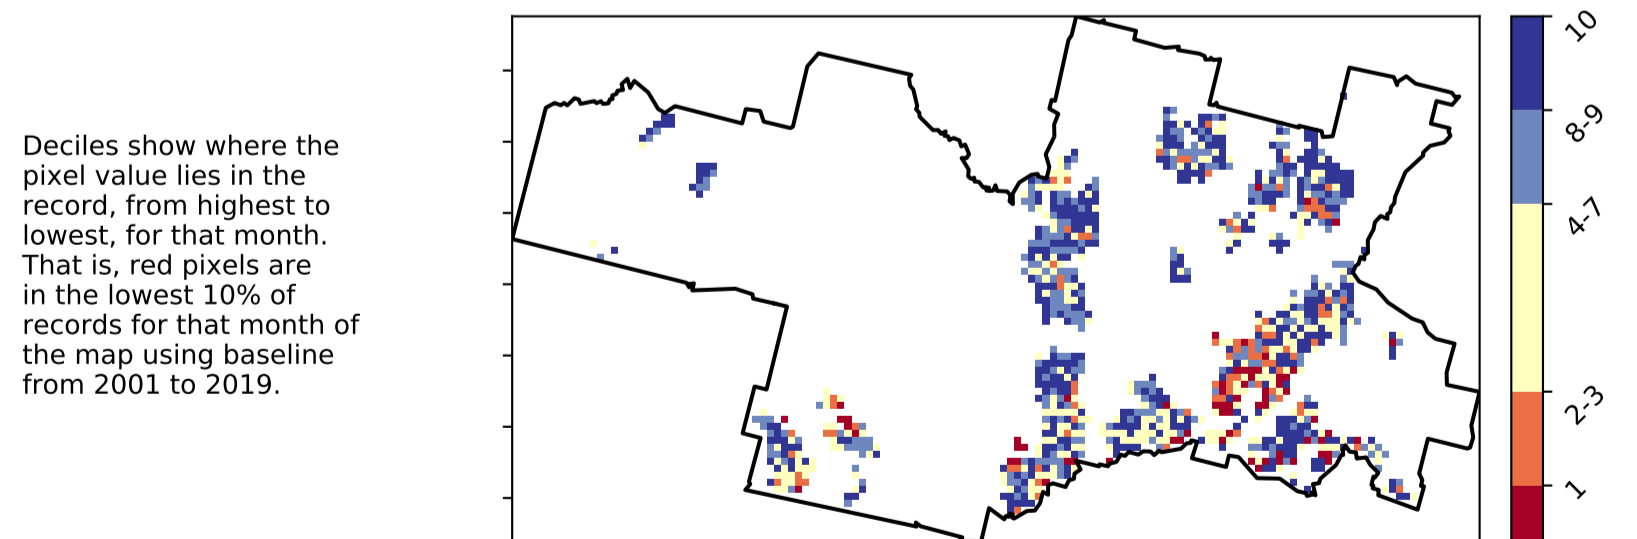 Deciles show where the
pixel value lies in the
record, from highest to
lowest, for that month.
That is, red pixels are
in the lowest 10% of
records for that month of
the map using baseline
from 2001 to 2019.
10
8-9
4-7
2-3
1